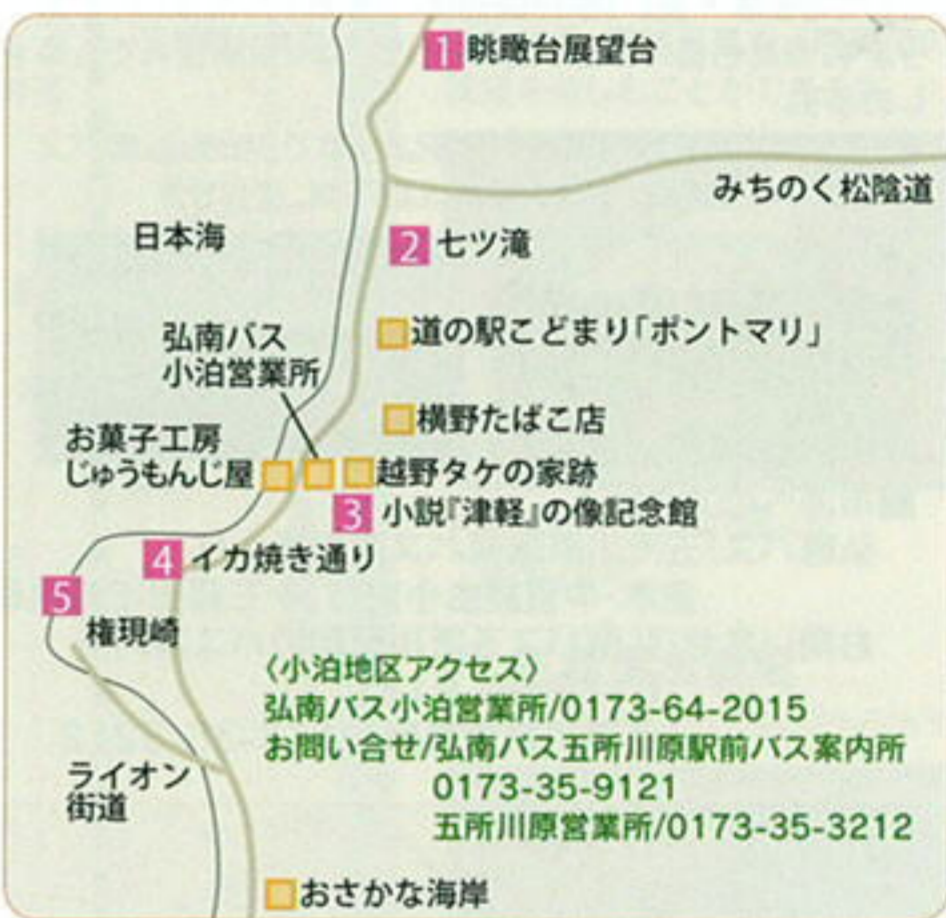 1 眺瞰台展望台
みちのく松陰道
日本海
2 七ツ滝
道の駅こどまり「ポントマリ」
弘南バス
小泊営業所
横野たばこ店
お菓子工房
じゅうもんじ屋
越野タケの家跡
3 小説『津軽』の像記念館
4 イカ焼き通り
5
権現崎
〈小泊地区アクセス〉
弘南バス小泊営業所/0173-64-2015
お問い合せ/弘南バス五所川原駅前バス案内所
0173-35-9121
五所川原営業所/0173-35-3212
ライオン
街道
おさかな海岸